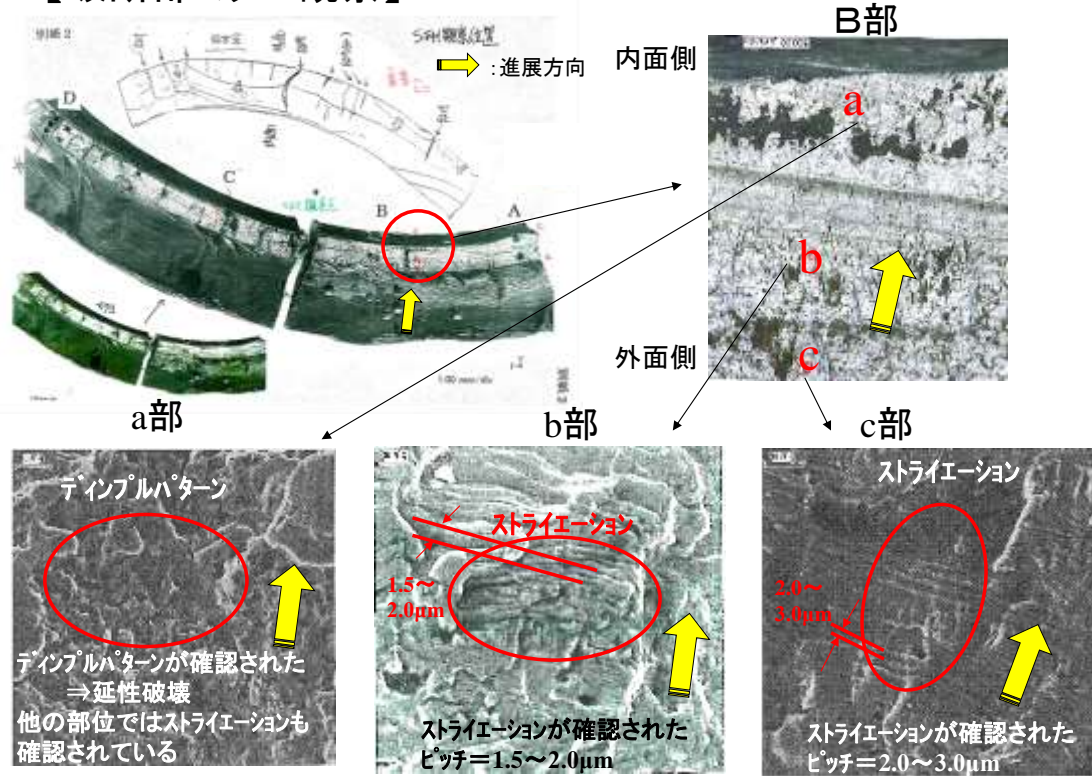 別紙2
：進展方向
D
C
B
A
1.00 mm/div
B部
内面側
a
b
外面側
c
a部
ディンプルパターン
ディンプルパターンが確認された
⇒延性破壊
他の部位ではストライエーションも
確認されている
b部
ストライエーション
1.5～
2.0μm
ストライエーションが確認された
ピッチ＝1.5～2.0μm
c部
ストライエーション
2.0～
3.0μm
ストライエーションが確認された
ピッチ＝2.0～3.0μm